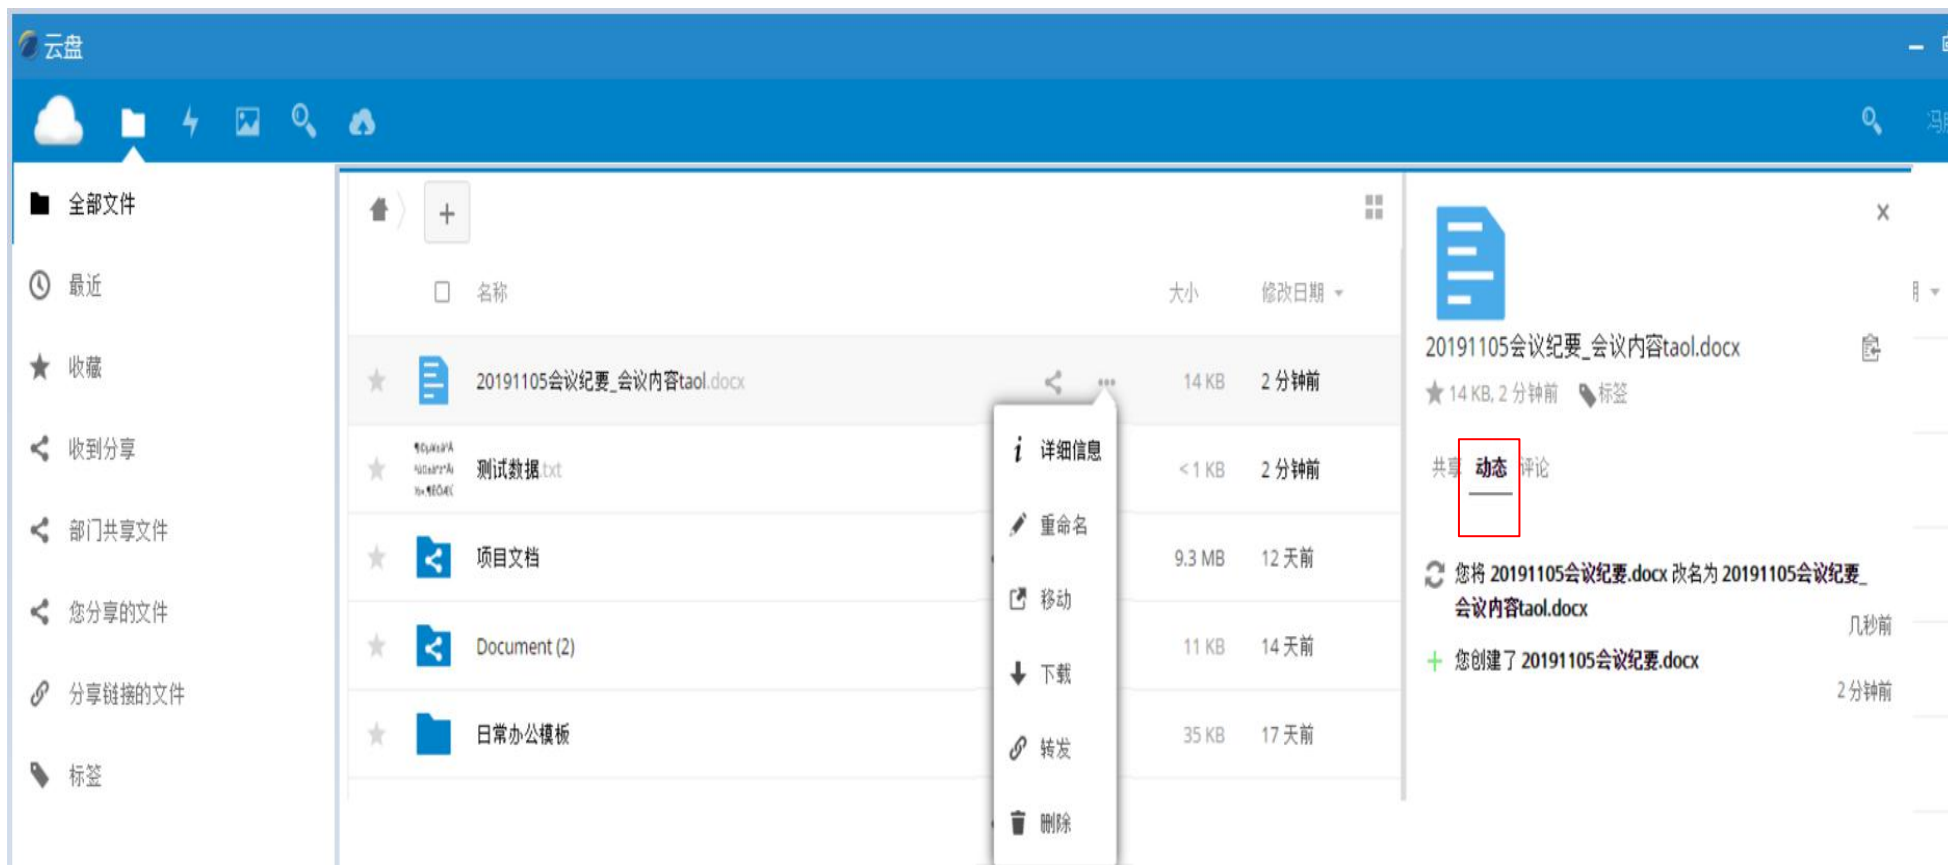 云盘
全部文件
最近
收藏
收到分享
部门共享文件
您分享的文件
分享链接的文件
标签
+
名称 大小 修改日期
20191105会议纪要_会议内容taol.docx 14 KB 2 分钟前
测试数据.txt < 1 KB 2 分钟前
项目文档 9.3 MB 12 天前
Document (2) 11 KB 14 天前
日常办公模板 35 KB 17 天前
详细信息
重命名
移动
下载
转发
删除
20191105会议纪要_会议内容taol.docx
14 KB, 2 分钟前 标签
共享 动态 评论
您将 20191105会议纪要.docx 改名为 20191105会议纪要_
会议内容taol.docx
几秒前
您创建了 20191105会议纪要.docx
2 分钟前